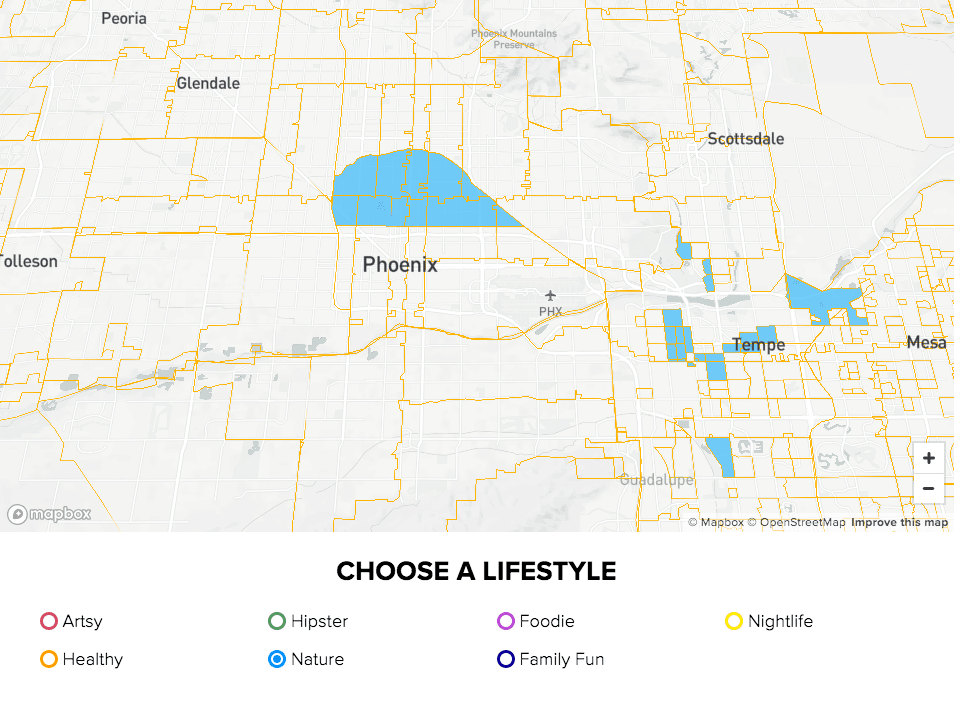 Peoria
Phoenix Mountains
Preserve
Glendale
Scottsdale
Tolleson
Phoenix
PHX
Tempe
Mesa
Guadalupe
+
−
mapbox
© Mapbox © OpenStreetMap Improve this map
CHOOSE A LIFESTYLE
Artsy Hipster Foodie Nightlife
Healthy Nature Family Fun